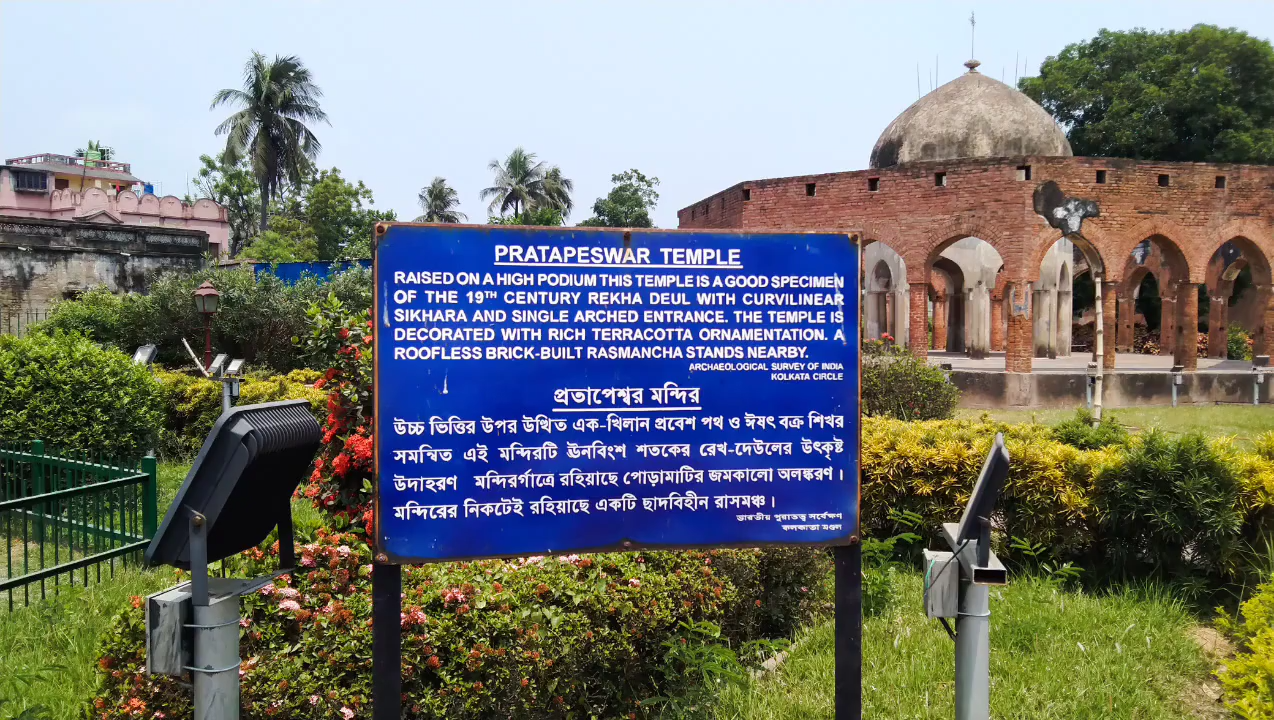 PRATAPESWAR TEMPLE
RAISED ON A HIGH PODIUM THIS TEMPLE IS A GOOD SPECIMEN
OF THE 19TH CENTURY REKHA DEUL WITH CURVILINEAR
SIKHARA AND SINGLE ARCHED ENTRANCE. THE TEMPLE IS
DECORATED WITH RICH TERRACOTTA ORNAMENTATION. A
ROOFLESS BRICK-BUILT RASMANCHA STANDS NEARBY.
ARCHAEOLOGICAL SURVEY OF INDIA
KOLKATA CIRCLE
প্রতাপেশ্বর মন্দির
উচ্চ ভিত্তির উপর উত্থিত এক-খিলান প্রবেশ পথ ও ঈষৎ বক্র শিখর
সমন্বিত এই মন্দিরটি ঊনবিংশ শতকের রেখ-দেউলের উৎকৃষ্ট
উদাহরণ মন্দিরর্গাত্রে রহিয়াছে পোড়ামাটির জমকালো অলঙ্করণ।
মন্দিরের নিকটেই রহিয়াছে একটি ছাদবিহীন রাসমঞ্চ।
ভারতীয় পুরাতত্ত্ব সর্বেক্ষণ
কলকাতা মণ্ডল